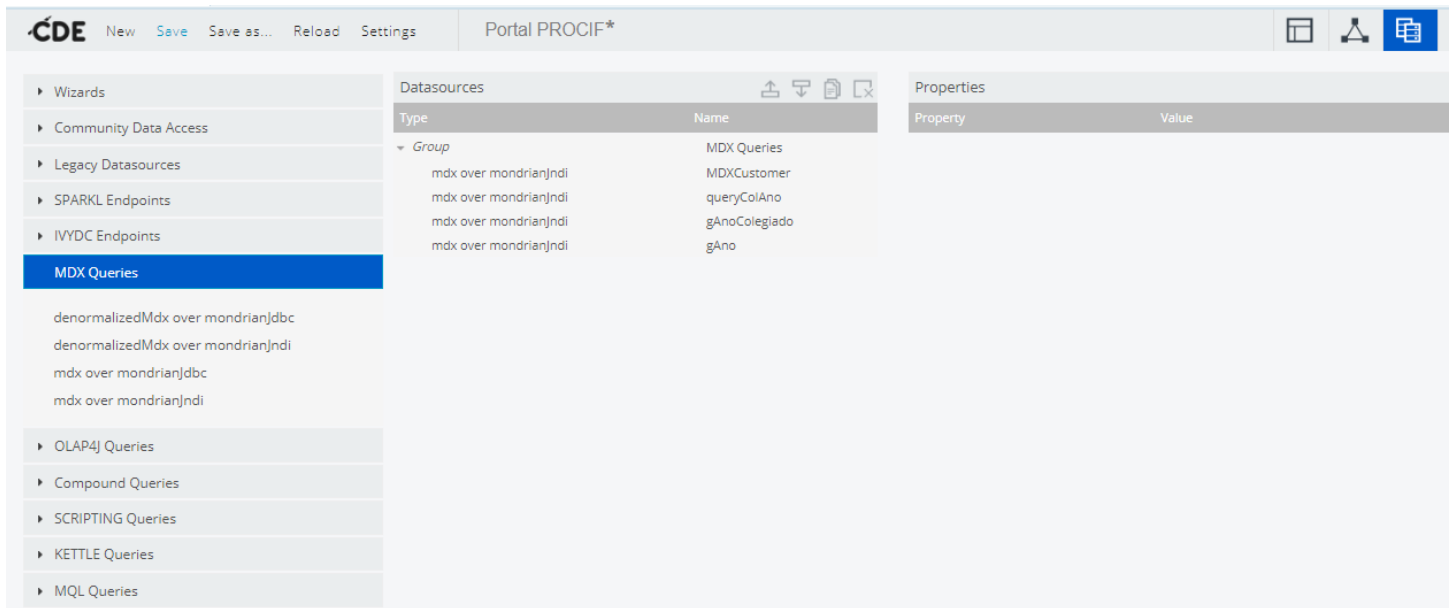 CDE New Save Save as... Reload Settings Portal PROCIF*
Wizards
Community Data Access
Legacy Datasources
SPARKL Endpoints
IVYDC Endpoints
MDX Queries
denormalizedMdx over mondrianJdbc
denormalizedMdx over mondrianJndi
mdx over mondrianJdbc
mdx over mondrianJndi
OLAP4J Queries
Compound Queries
SCRIPTING Queries
KETTLE Queries
MQL Queries
Datasources
Type Name
Group MDX Queries
mdx over mondrianJndi MDXCustomer
mdx over mondrianJndi queryColAno
mdx over mondrianJndi gAnoColegiado
mdx over mondrianJndi gAno
Properties
Property Value